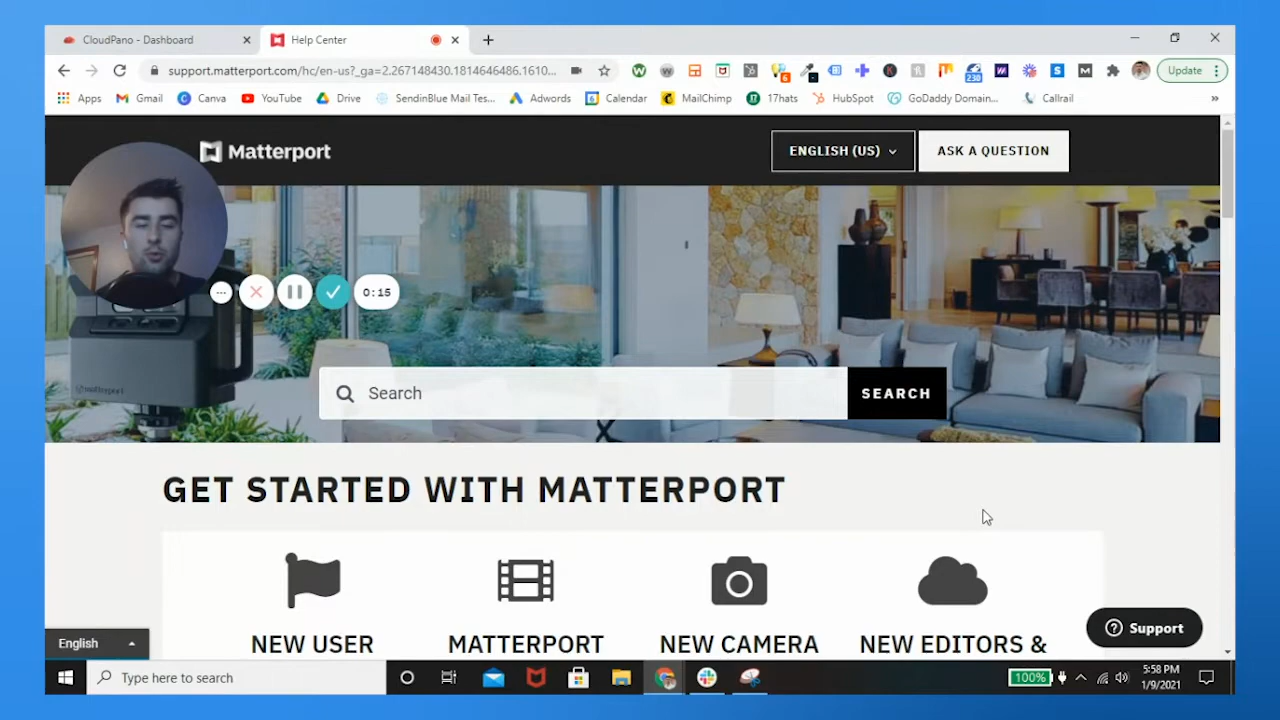 CloudPano - Dashboard
Help Center
support.matterport.com/hc/en-us?_ga=2.267148430.1814646486.1610...
6
230
Update
Apps
Gmail
Canva
YouTube
Drive
SendinBlue Mail Tes...
Adwords
Calendar
MailChimp
17hats
HubSpot
GoDaddy Domain...
Callrail
»
Matterport
ENGLISH (US)
ASK A QUESTION
0:15
matterport
Search
SEARCH
GET STARTED WITH MATTERPORT
NEW USER
MATTERPORT
NEW CAMERA
NEW EDITORS &
English
Support
Type here to search
100%
5:58 PM
1/9/2021